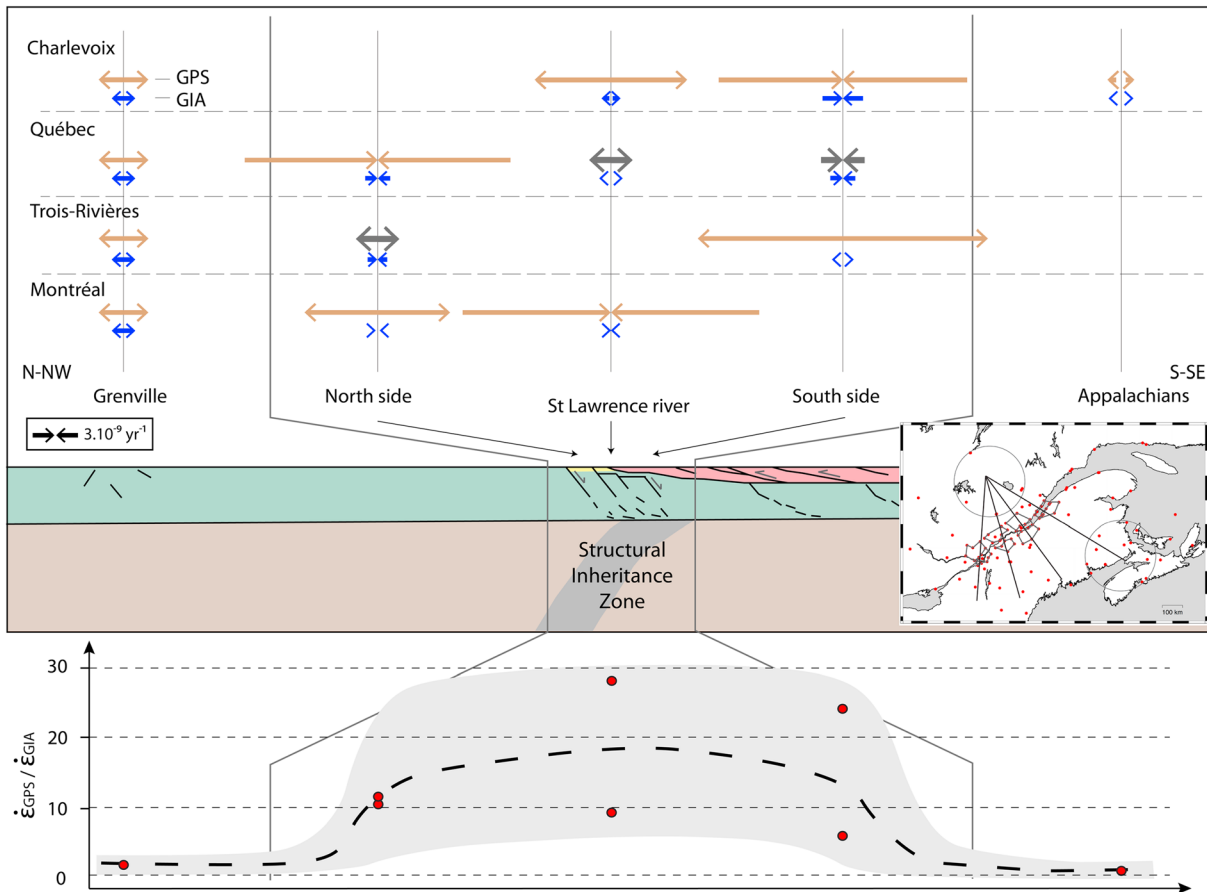 Charlevoix
GPS
GIA
Québec
Trois-Rivières
Montréal
N-NW
S-SE
Grenville
North side
St Lawrence river
South side
Appalachians
3.10⁻⁹ yr⁻¹
Structural
Inheritance
Zone
100 km
30
20
10
0
ε̇GPS / ε̇GIA